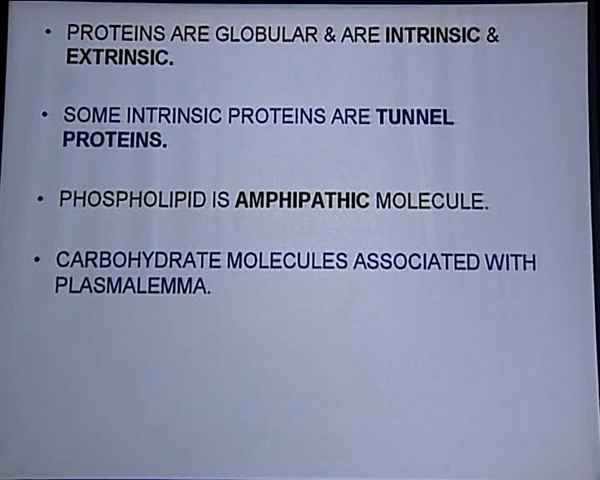 • PROTEINS ARE GLOBULAR & ARE INTRINSIC &
EXTRINSIC.
• SOME INTRINSIC PROTEINS ARE TUNNEL
PROTEINS.
• PHOSPHOLIPID IS AMPHIPATHIC MOLECULE.
• CARBOHYDRATE MOLECULES ASSOCIATED WITH
PLASMALEMMA.